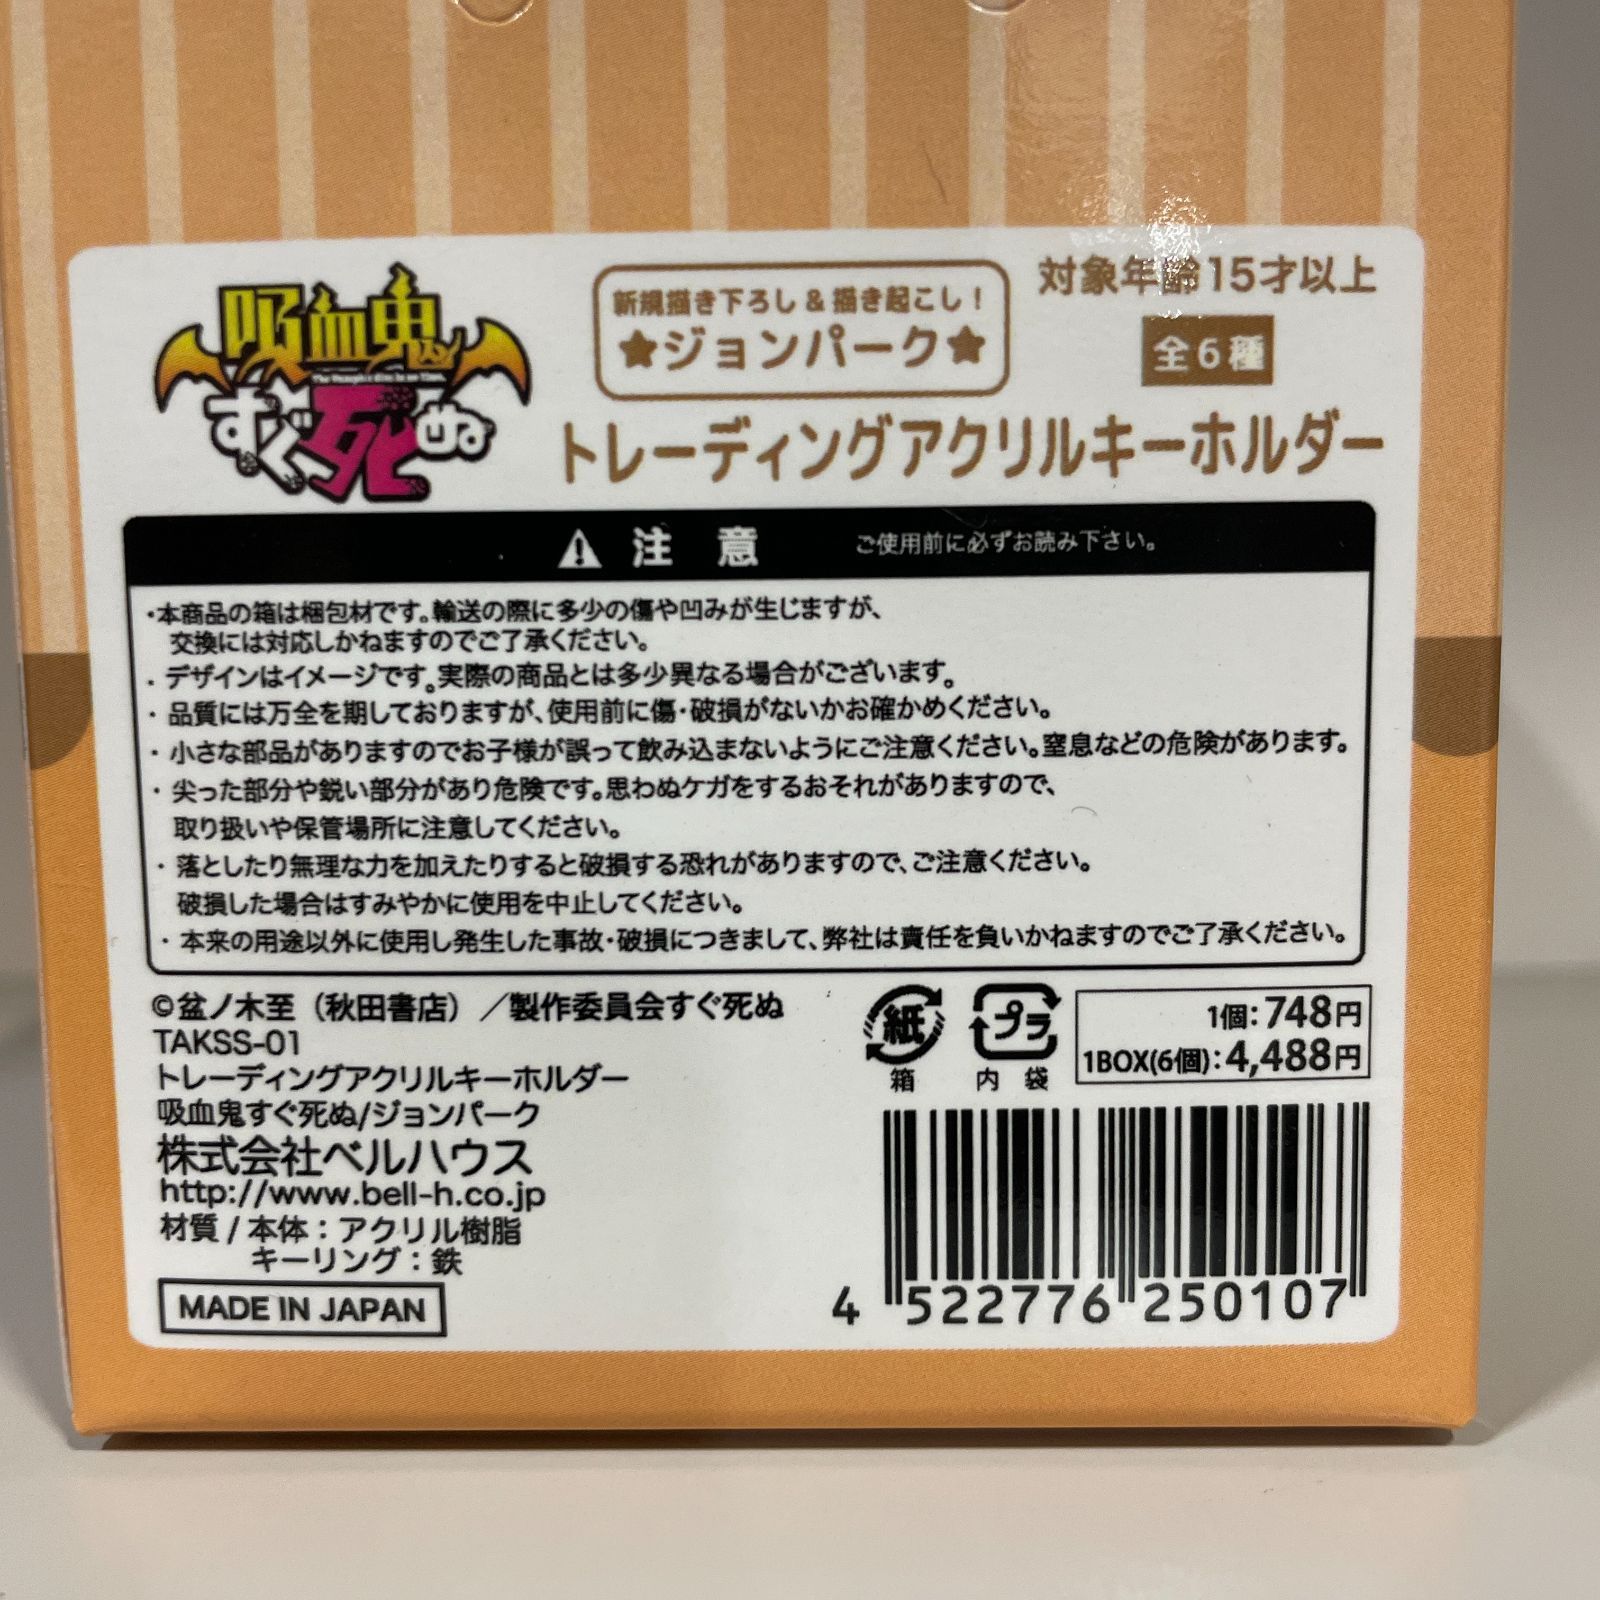 吸血鬼
すぐ死ぬ
新規描き下ろし&描き起こし!
★ジョンパーク★
対象年齢15才以上
全6種
トレーディングアクリルキーホルダー
注 意 ご使用前に必ずお読み下さい。
・本商品の箱は梱包材です。輸送の際に多少の傷や凹みが生じますが、
交換には対応しかねますのでご了承ください。
・デザインはイメージです。実際の商品とは多少異なる場合がございます。
・品質には万全を期しておりますが、使用前に傷・破損がないかお確かめください。
・小さな部品がありますのでお子様が誤って飲み込まないようにご注意ください。窒息などの危険があります。
・尖った部分や鋭い部分があり危険です。思わぬケガをするおそれがありますので、
取り扱いや保管場所に注意してください。
・落としたり無理な力を加えたりすると破損する恐れがありますので、ご注意ください。
破損した場合はすみやかに使用を中止してください。
・本来の用途以外に使用し発生した事故・破損につきまして、弊社は責任を負いかねますのでご了承ください。
©盆ノ木至(秋田書店)/製作委員会すぐ死ぬ
TAKSS-01
トレーディングアクリルキーホルダー
吸血鬼すぐ死ぬ/ジョンパーク
株式会社ベルハウス
http://www.bell-h.co.jp
材質/本体:アクリル樹脂
キーリング:鉄
MADE IN JAPAN
紙
箱
プラ
内 袋
1個:748円
1BOX(6個):4,488円
4 522776 250107